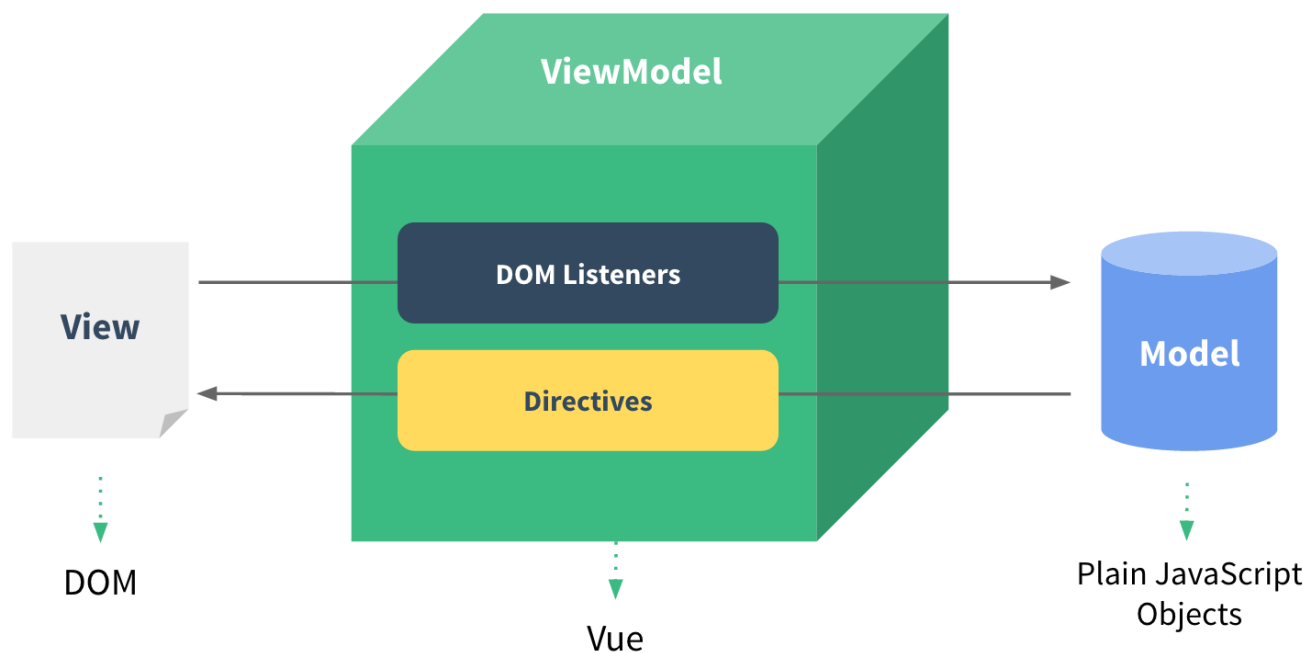 ViewModel
DOM Listeners
View
Model
Directives
DOM
Plain JavaScript
Objects
Vue